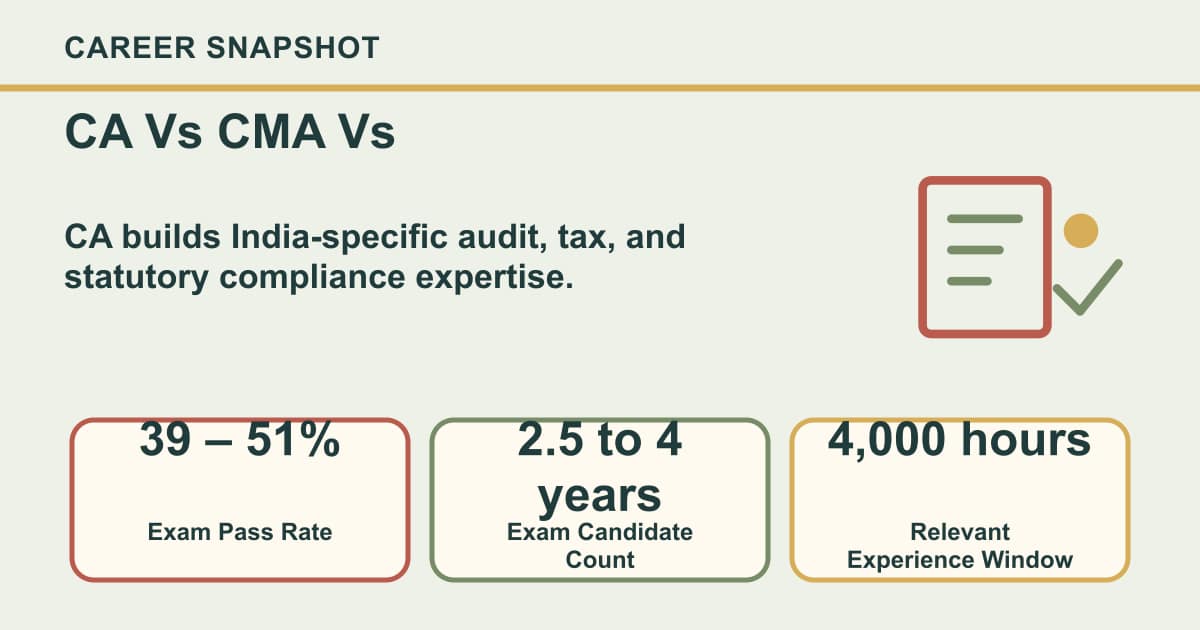 CAREER SNAPSHOT
CA Vs CMA Vs
CA builds India-specific audit, tax, and
statutory compliance expertise.
39 – 51%
Exam Pass Rate
2.5 to 4
years
Exam Candidate
Count
4,000 hours
Relevant
Experience Window